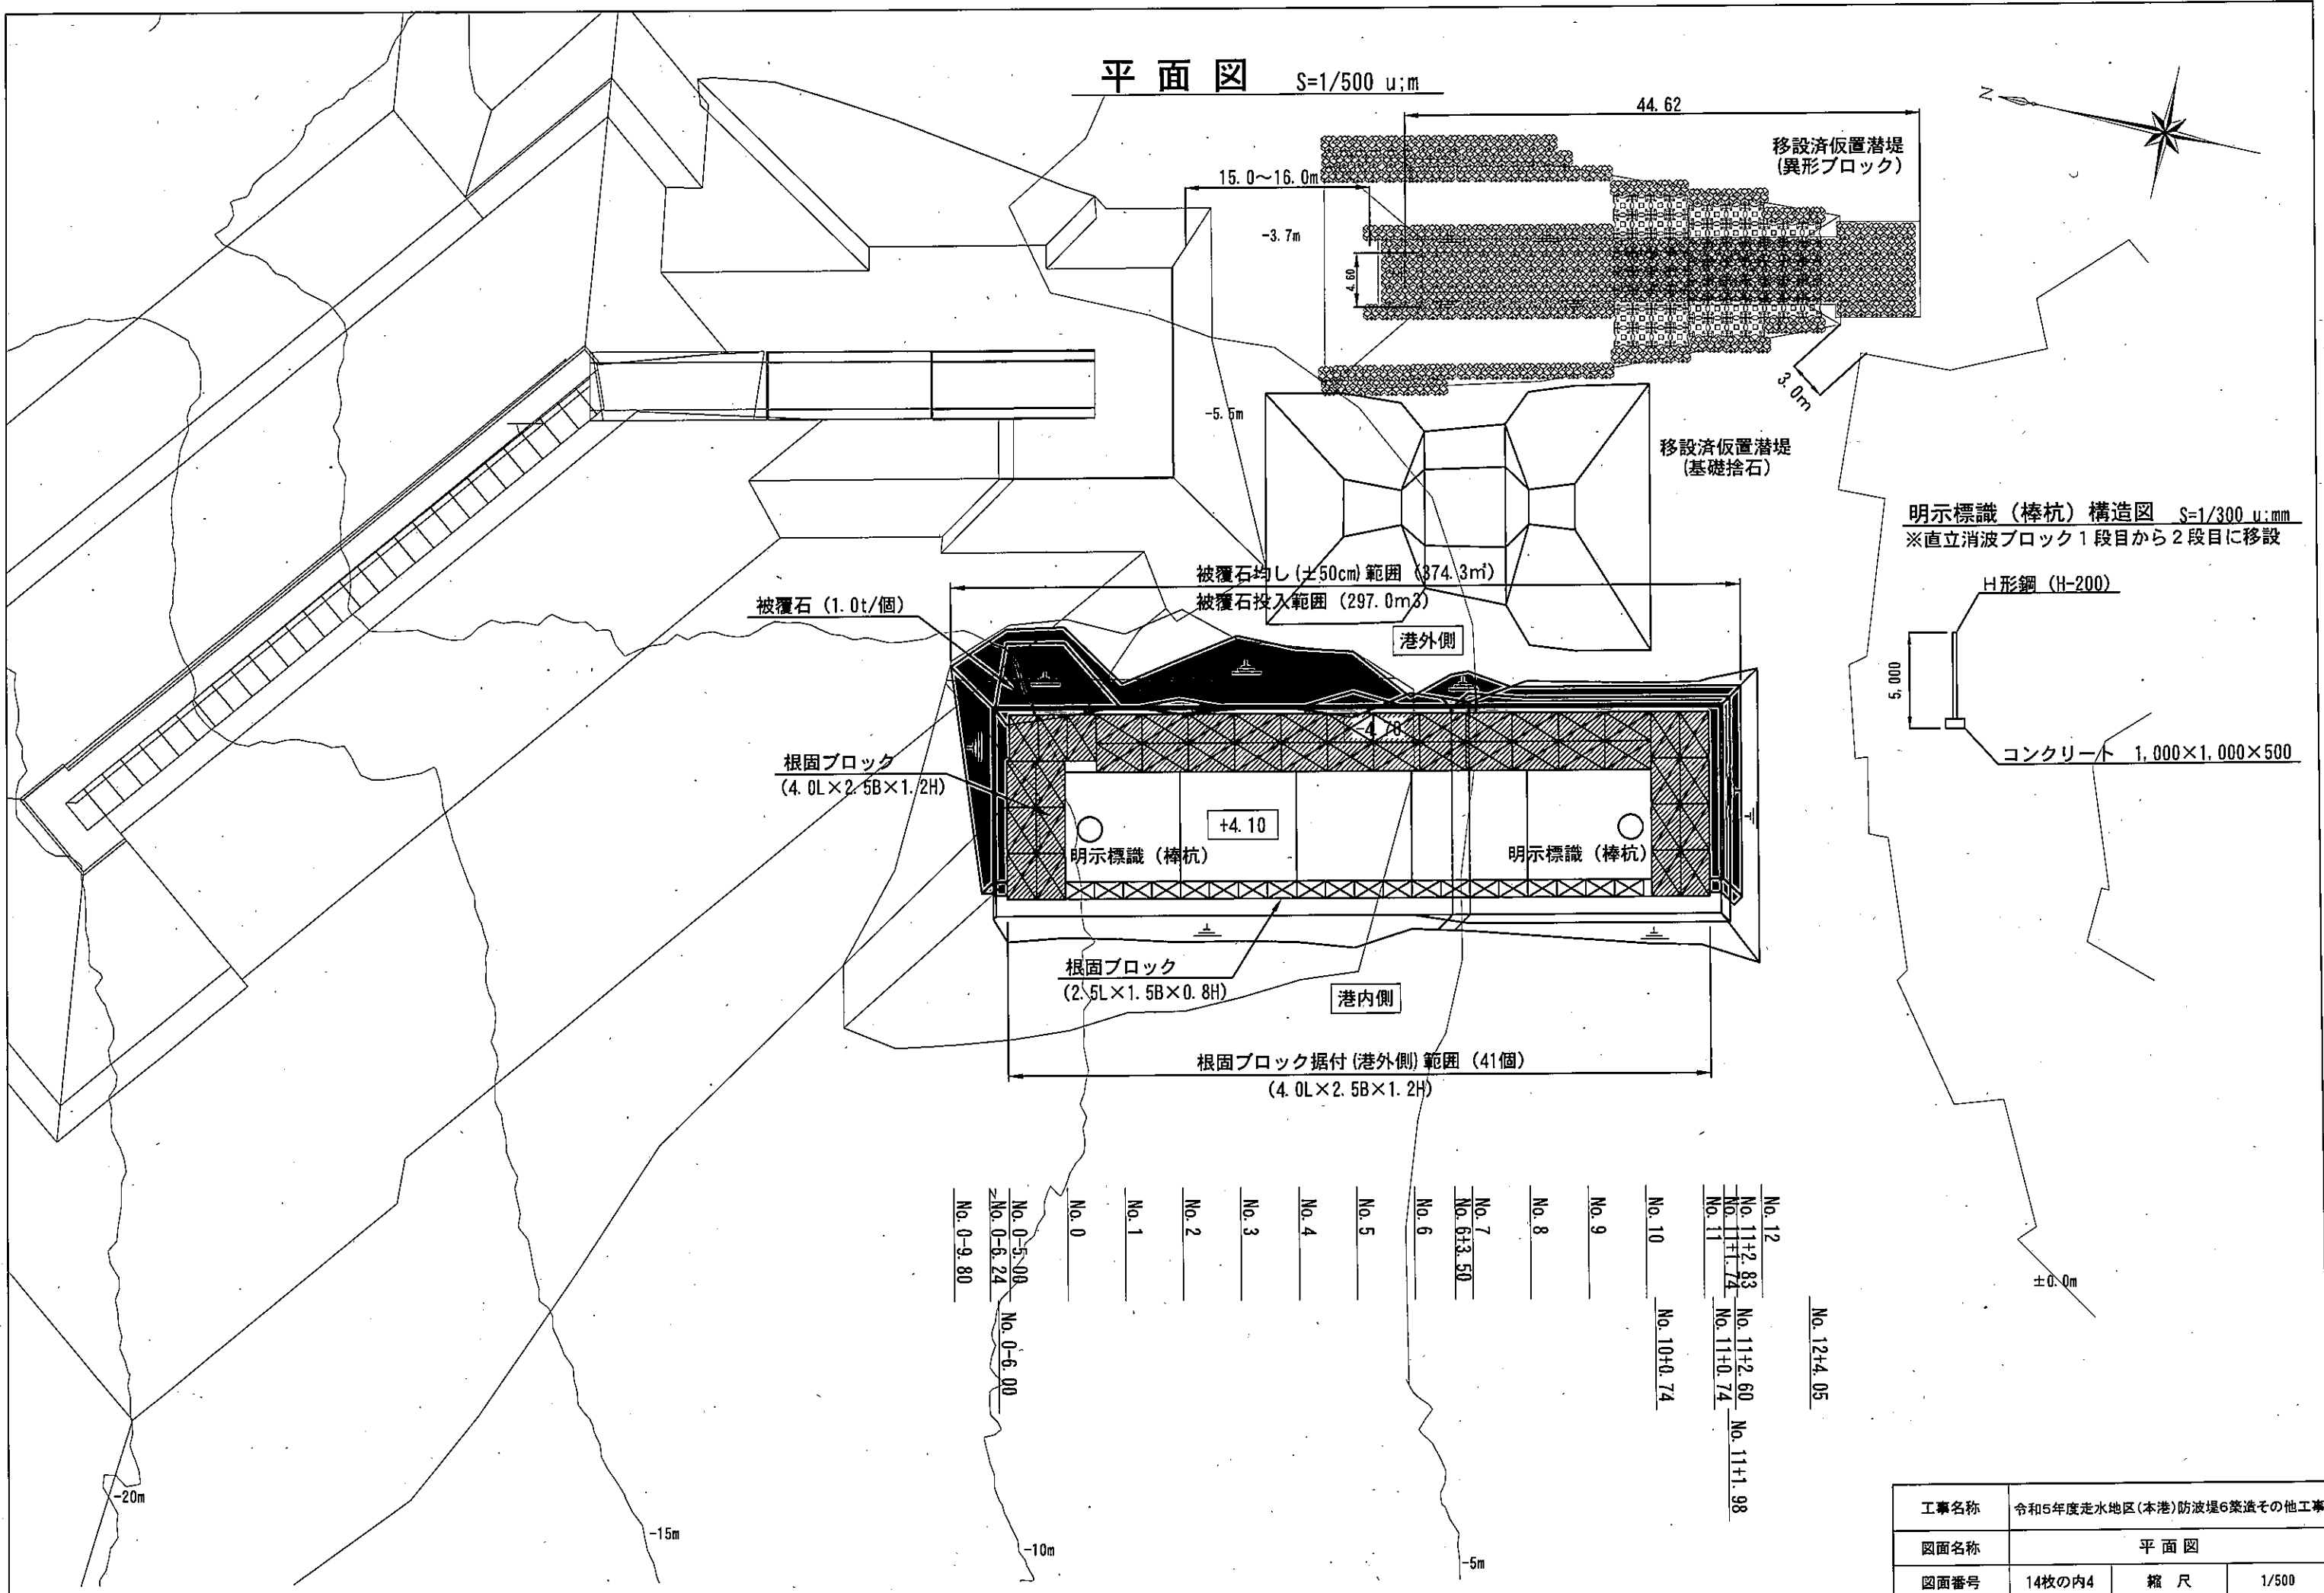 平面図 S=1/500 u;m
44.62
N
移設済仮置潜堤
(異形ブロック)
15.0～16.0m
-3.7m
4.60
3.0m
-5.5m
移設済仮置潜堤
(基礎捨石)
明示標識（棒杭）構造図 S=1/300 u;mm
※直立消波ブロック１段目から２段目に移設
H形鋼（H-200）
5,000
コンクリート 1,000×1,000×500
被覆石均し(±50cm)範囲（374.3㎡）
被覆石投入範囲（297.0m3）
被覆石（1.0t/個）
港外側
-4.70
根固ブロック
(4.0L×2.5B×1.2H)
+4.10
明示標識（棒杭）
明示標識（棒杭）
根固ブロック
(2.5L×1.5B×0.8H)
港内側
根固ブロック据付(港外側)範囲（41個）
(4.0L×2.5B×1.2H)
No.0-9.80
No.0-6.24
No.0-5.00
No.0
No.1
No.2
No.3
No.4
No.5
No.6
No.6+3.50
No.7
No.8
No.9
No.10
No.11
No.11+1.74
No.11+2.83
No.12
No.0-6.00
No.10+0.74
No.11+0.74
No.11+2.60
No.12+4.05
No.11+1.98
±0.0m
-20m
-15m
-10m
-5m
工事名称 令和5年度走水地区(本港)防波堤6築造その他工事
図面名称 平面図
図面番号 14枚の内4 縮尺 1/500